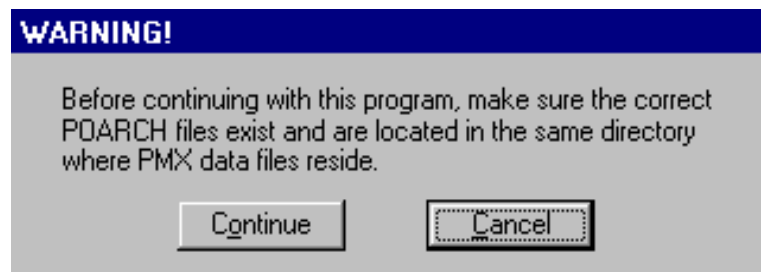 WARNING!
Before continuing with this program, make sure the correct
POARCH files exist and are located in the same directory
where PMX data files reside.
Continue Cancel